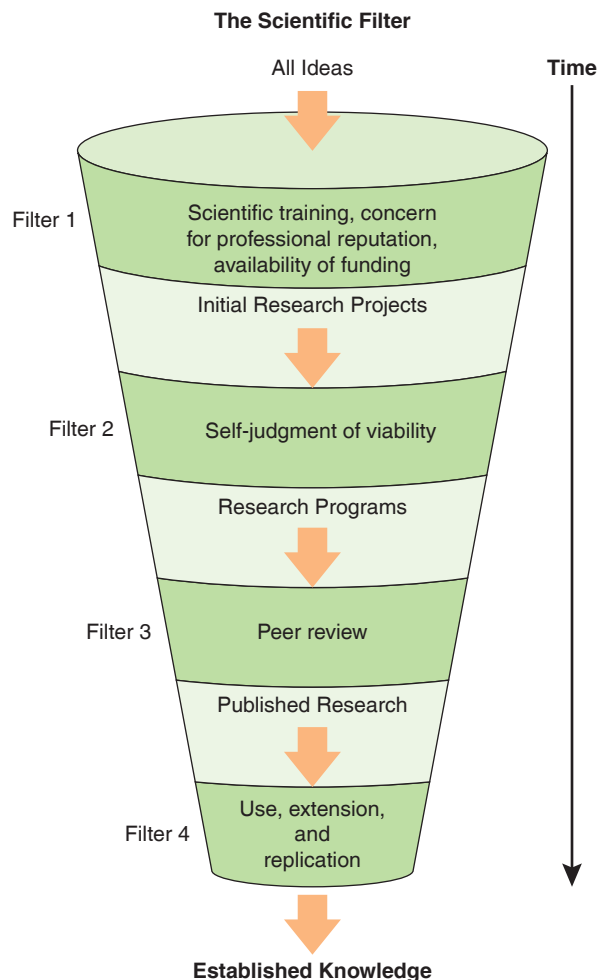 The Scientific Filter
All Ideas
Time
Filter 1
Scientific training, concern
for professional reputation,
availability of funding
Initial Research Projects
Filter 2
Self-judgment of viability
Research Programs
Filter 3
Peer review
Published Research
Filter 4
Use, extension,
and
replication
Established Knowledge